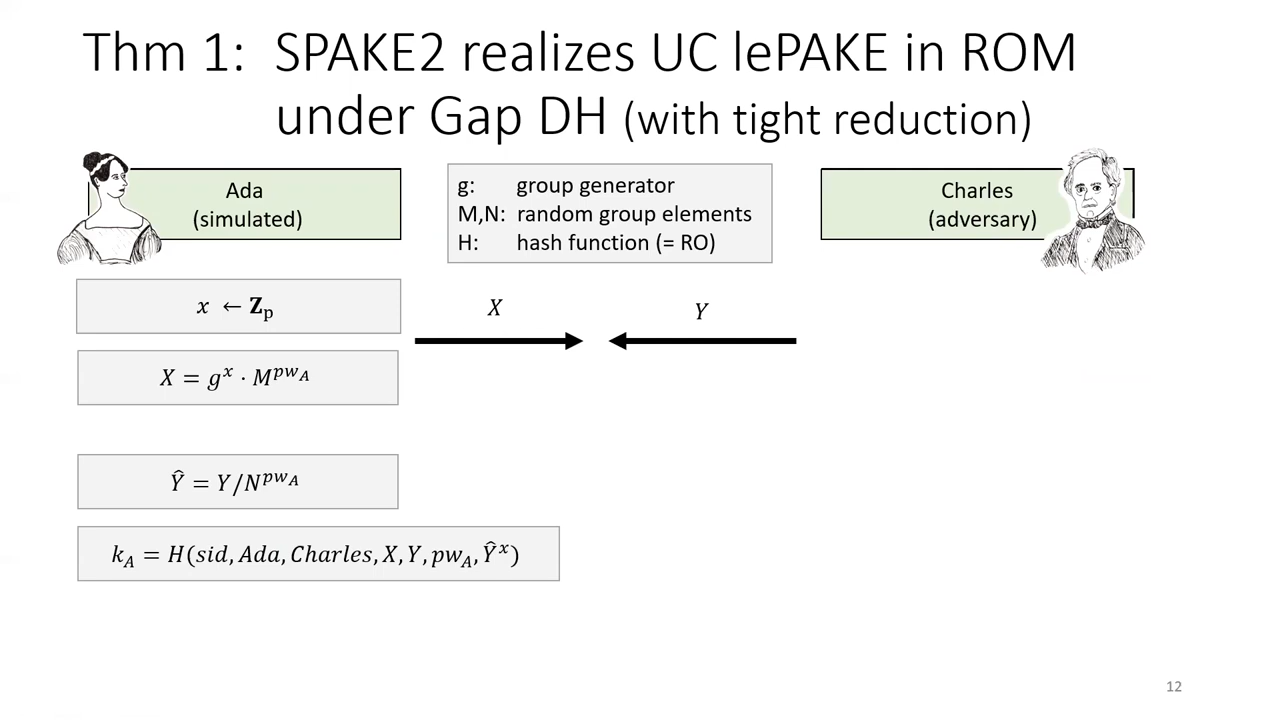 Thm 1: SPAKE2 realizes UC lePAKE in ROM
under Gap DH (with tight reduction)
Ada
(simulated)
g: group generator
M,N: random group elements
H: hash function (= RO)
Charles
(adversary)
x ← Z_p
X
Y
X = g^x · M^{pw_A}
Ŷ = Y/N^{pw_A}
k_A = H(sid, Ada, Charles, X, Y, pw_A, Ŷ^x)
12